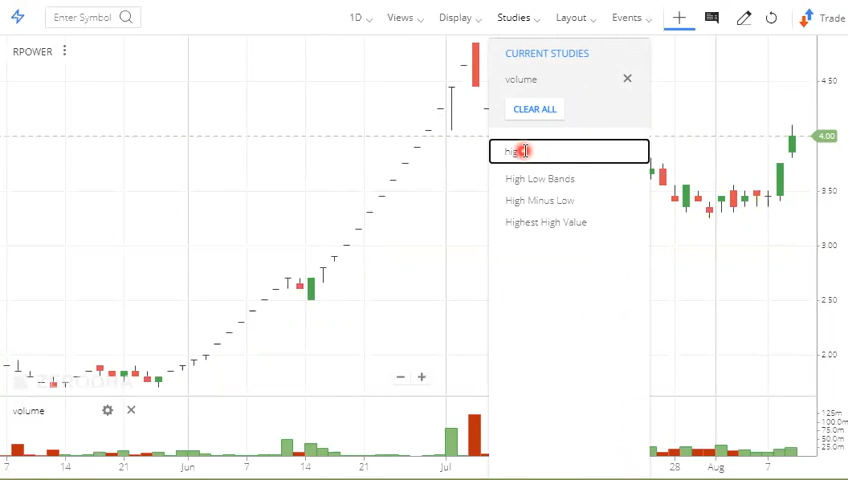 Enter Symbol
1D
Views
Display
Studies
Layout
Events
Trade
RPOWER
CURRENT STUDIES
volume
CLEAR ALL
High Low Bands
High Minus Low
Highest High Value
4.50
4.00
3.50
3.00
2.50
2.00
ZERODHA
volume
125m
100.0m
75.0m
50.0m
25.0m
7
14
21
Jun
7
14
21
Jul
28
Aug
7